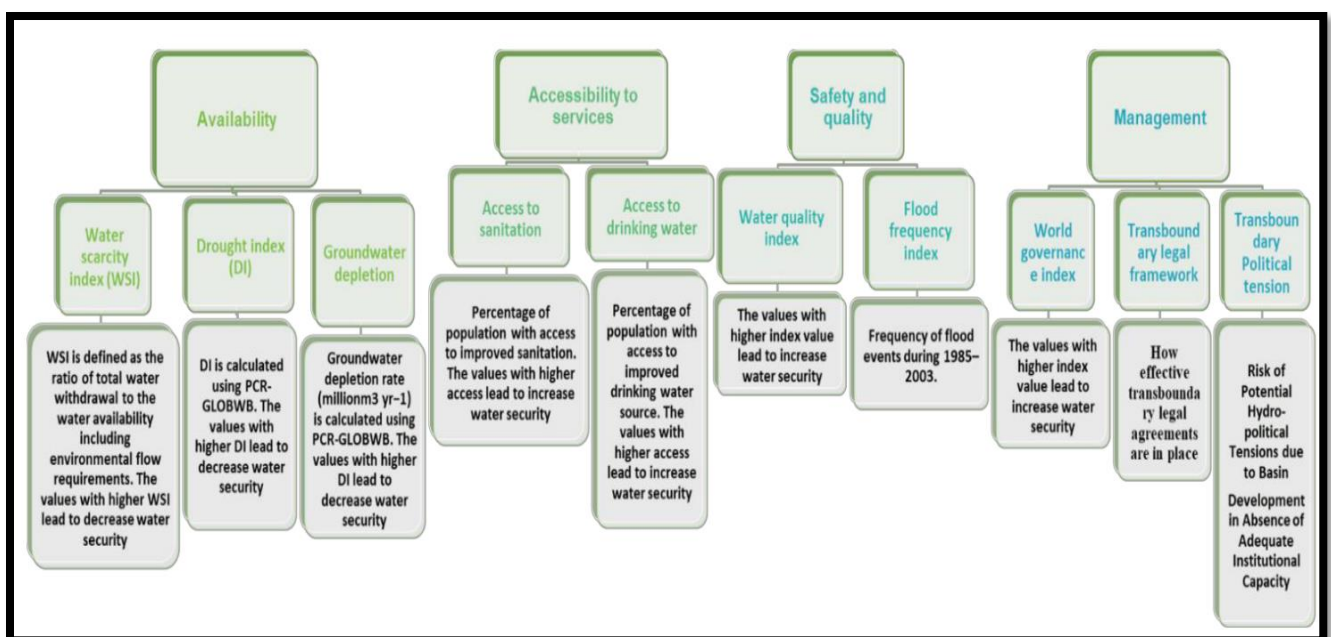 Availability
Water
scarcity
index (WSI)
WSI is defined as the
ratio of total water
withdrawal to the
water availability
including
environmental flow
requirements. The
values with higher WSI
lead to decrease water
security
Drought index
(DI)
DI is calculated
using PCR-
GLOBWB. The
values with
higher DI lead to
decrease water
security
Groundwater
depletion
Groundwater
depletion rate
(millionm3 yr−1)
is calculated using
PCR-GLOBWB. The
values with higher
DI lead to
decrease water
security
Accessibility to
services
Access to
sanitation
Percentage of
population with access
to improved sanitation.
The values with higher
access lead to increase
water security
Access to
drinking water
Percentage of
population with
access to
improved
drinking water
source. The
values with
higher access
lead to increase
water security
Safety and
quality
Water quality
index
The values with
higher index value
lead to increase
water security
Flood
frequency
index
Frequency of flood
events during 1985–
2003.
Management
World
governanc
e index
The values with
higher index
value lead to
increase water
security
Transbound
ary legal
framework
How
effective
transbounda
ry legal
agreements
are in place
Transboun
dary
Political
tension
Risk of
Potential
Hydro-
political
Tensions due
to Basin
Development
in Absence of
Adequate
Institutional
Capacity